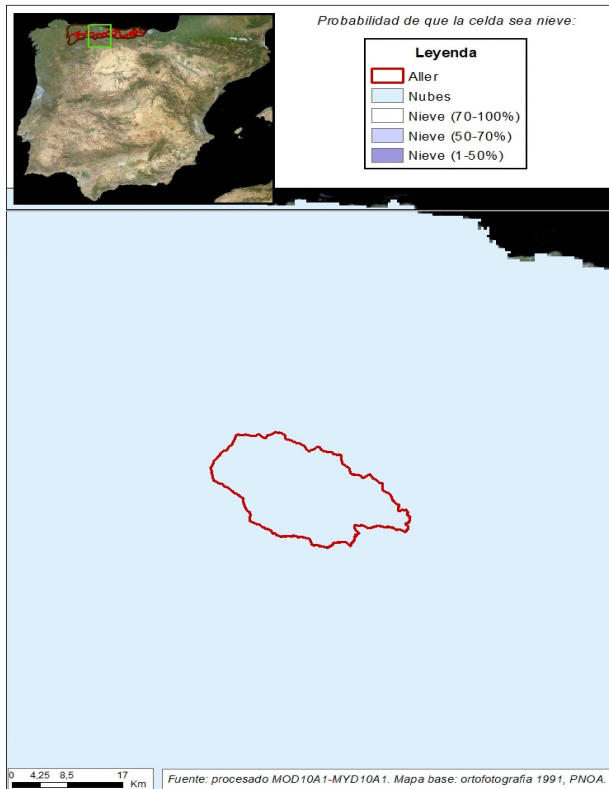 Probabilidad de que la celda sea nieve:
Leyenda
Aller
Nubes
Nieve (70-100%)
Nieve (50-70%)
Nieve (1-50%)
0 4,25 8,5 17
Km
Fuente: procesado MOD10A1-MYD10A1. Mapa base: ortofotografia 1991, PNOA.